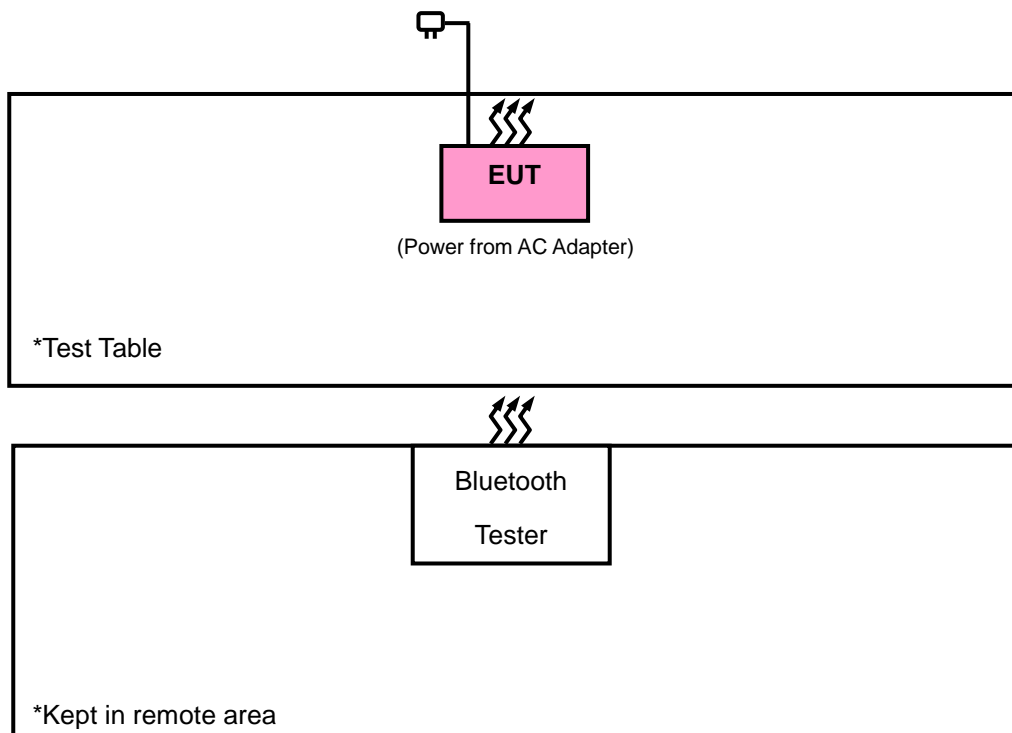 EUT
(Power from AC Adapter)
*Test Table
Bluetooth
Tester
*Kept in remote area